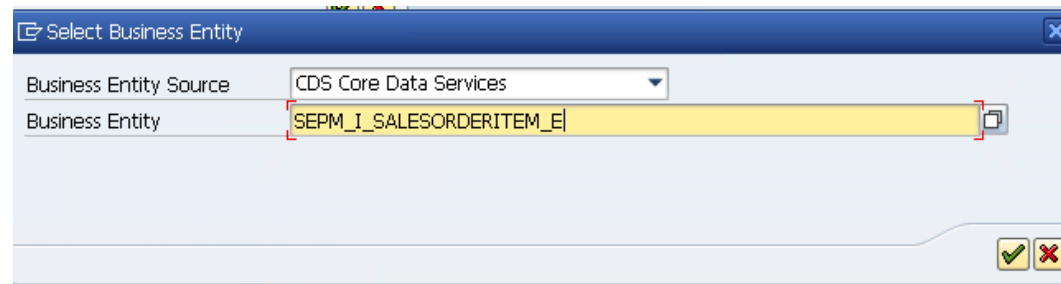 Select Business Entity
Business Entity Source CDS Core Data Services
Business Entity SEPM_I_SALESORDERITEM_E